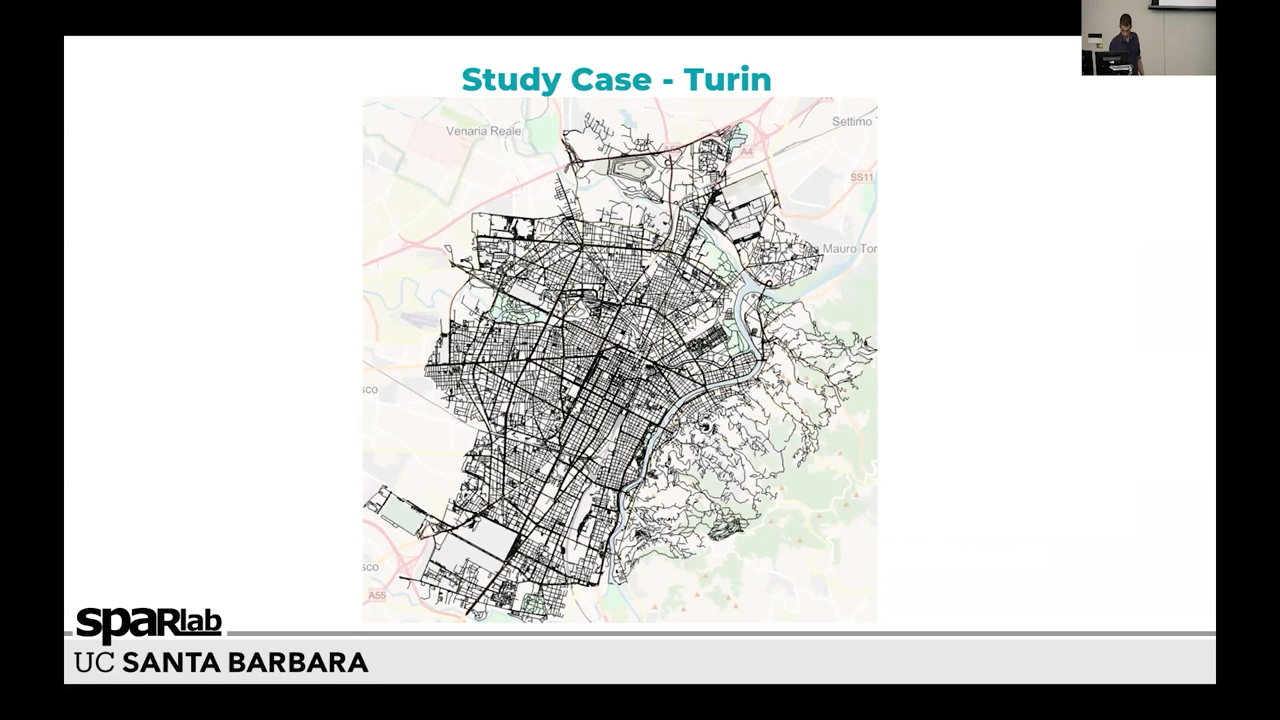 Study Case - Turin
Venaria Reale
Settimo
A4
SS11
Mauro Tor
sco
sco
A55
spaRlab
UC SANTA BARBARA